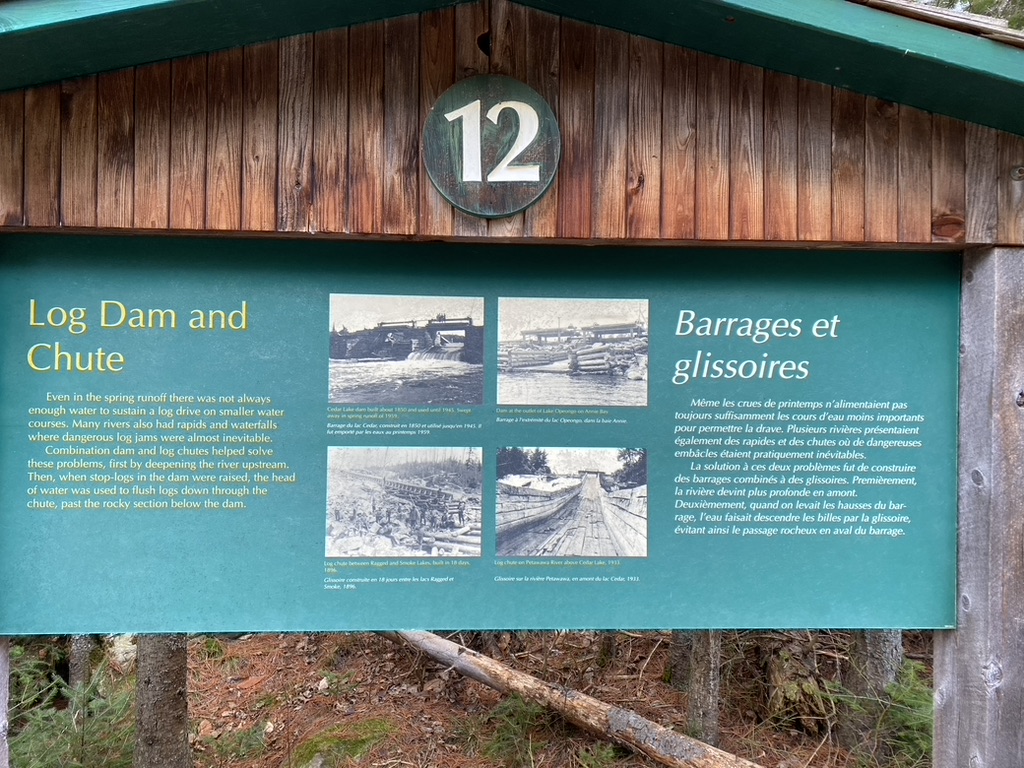 12
Log Dam and
Chute
Even in the spring runoff there was not always
enough water to sustain a log drive on smaller water
courses. Many rivers also had rapids and waterfalls
where dangerous log jams were almost inevitable.
Combination dam and log chutes helped solve
these problems, first by deepening the river upstream.
Then, when stop-logs in the dam were raised, the head
of water was used to flush logs down through the
chute, past the rocky section below the dam.
Cedar Lake dam built about 1850 and used until 1945. Swept
away in spring runoff of 1959.
Barrage du lac Cedar, construit en 1850 et utilisé jusqu'en 1945. Il
fut emporté par les eaux au printemps 1959.
Dam at the outlet of Lake Opeongo on Annie Bay.
Barrage à l'extrémité du lac Opeongo, dans la baie Annie.
Log chute between Ragged and Smoke Lakes, built in 18 days,
1896.
Glissoire construite en 18 jours entre les lacs Ragged et
Smoke, 1896.
Log chute on Petawawa River above Cedar Lake, 1933.
Glissoire sur la rivière Petawawa, en amont du lac Cedar, 1933.
Barrages et
glissoires
Même les crues de printemps n'alimentaient pas
toujours suffisamment les cours d'eau moins importants
pour permettre la drave. Plusieurs rivières présentaient
également des rapides et des chutes où de dangereuses
embâcles étaient pratiquement inévitables.
La solution à ces deux problèmes fut de construire
des barrages combinés à des glissoires. Premièrement,
la rivière devint plus profonde en amont.
Deuxièmement, quand on levait les hausses du bar-
rage, l'eau faisait descendre les billes par la glissoire,
évitant ainsi le passage rocheux en aval du barrage.